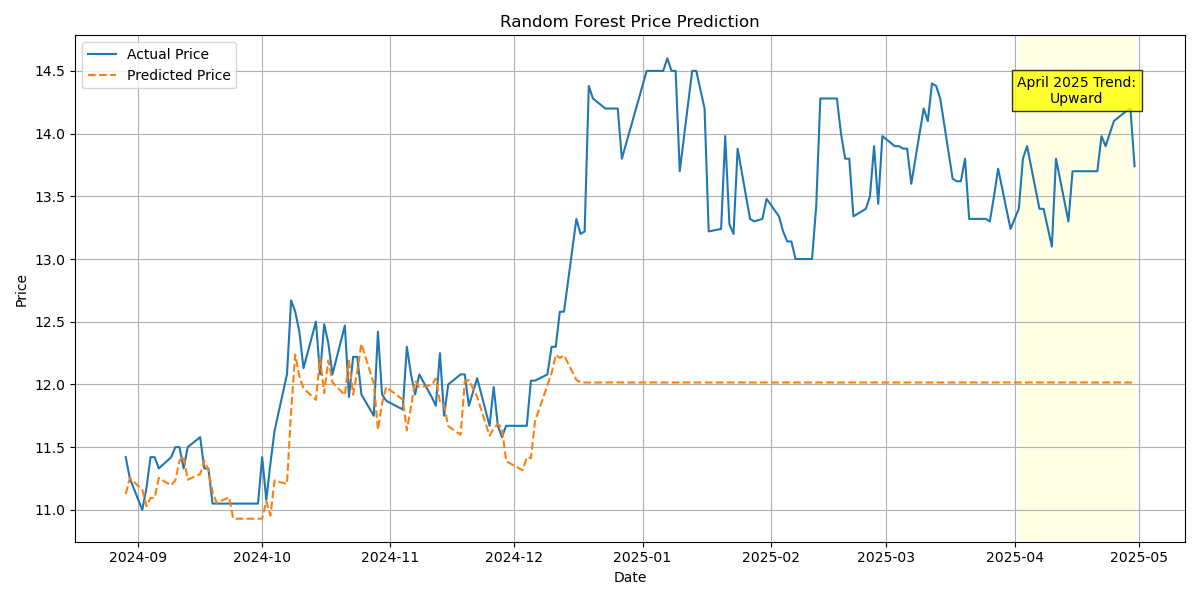 Random Forest Price Prediction
Actual Price
Predicted Price
April 2025 Trend:
Upward
14.5
14.0
13.5
13.0
12.5
12.0
11.5
11.0
Price
2024-09 2024-10 2024-11 2024-12 2025-01 2025-02 2025-03 2025-04 2025-05
Date